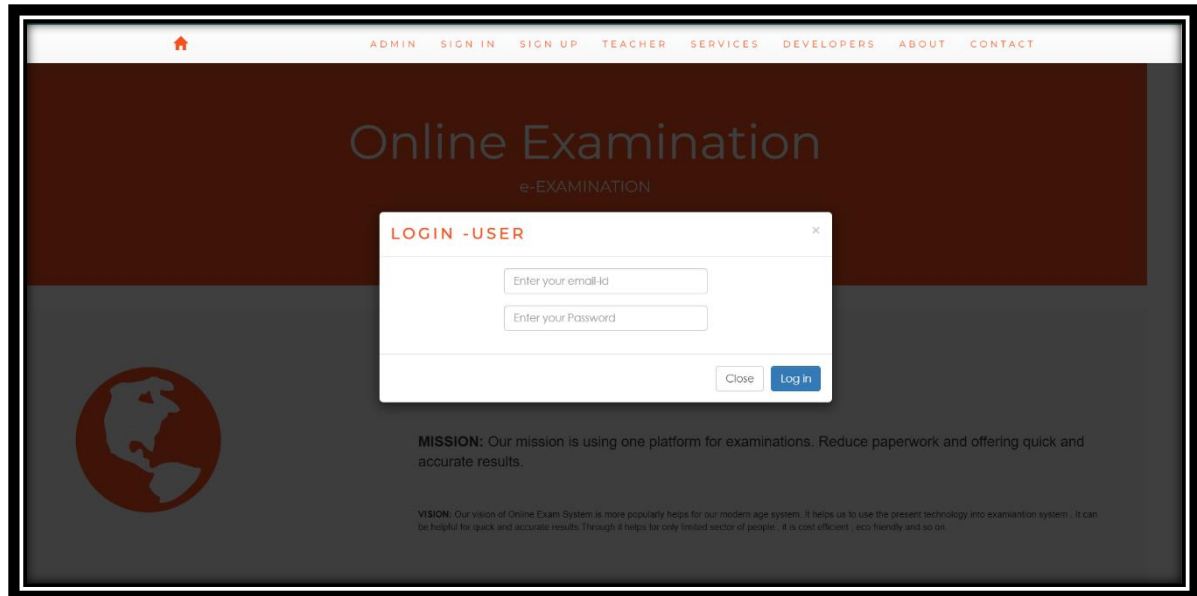 ADMIN SIGN IN SIGN UP TEACHER SERVICES DEVELOPERS ABOUT CONTACT
Online Examination
e-EXAMINATION
LOGIN -USER ×
Enter your email-id
Enter your Password
Close Log in
MISSION: Our mission is using one platform for examinations. Reduce paperwork and offering quick and
accurate results.
VISION: Our vision of Online Exam System is more popularly helps for our modern age system. It helps us to use the present technology into examiantion system . It can
be helpful for quick and accurate results.Through it helps for only limited sector of people , it is cost efficient , eco friendly and so on